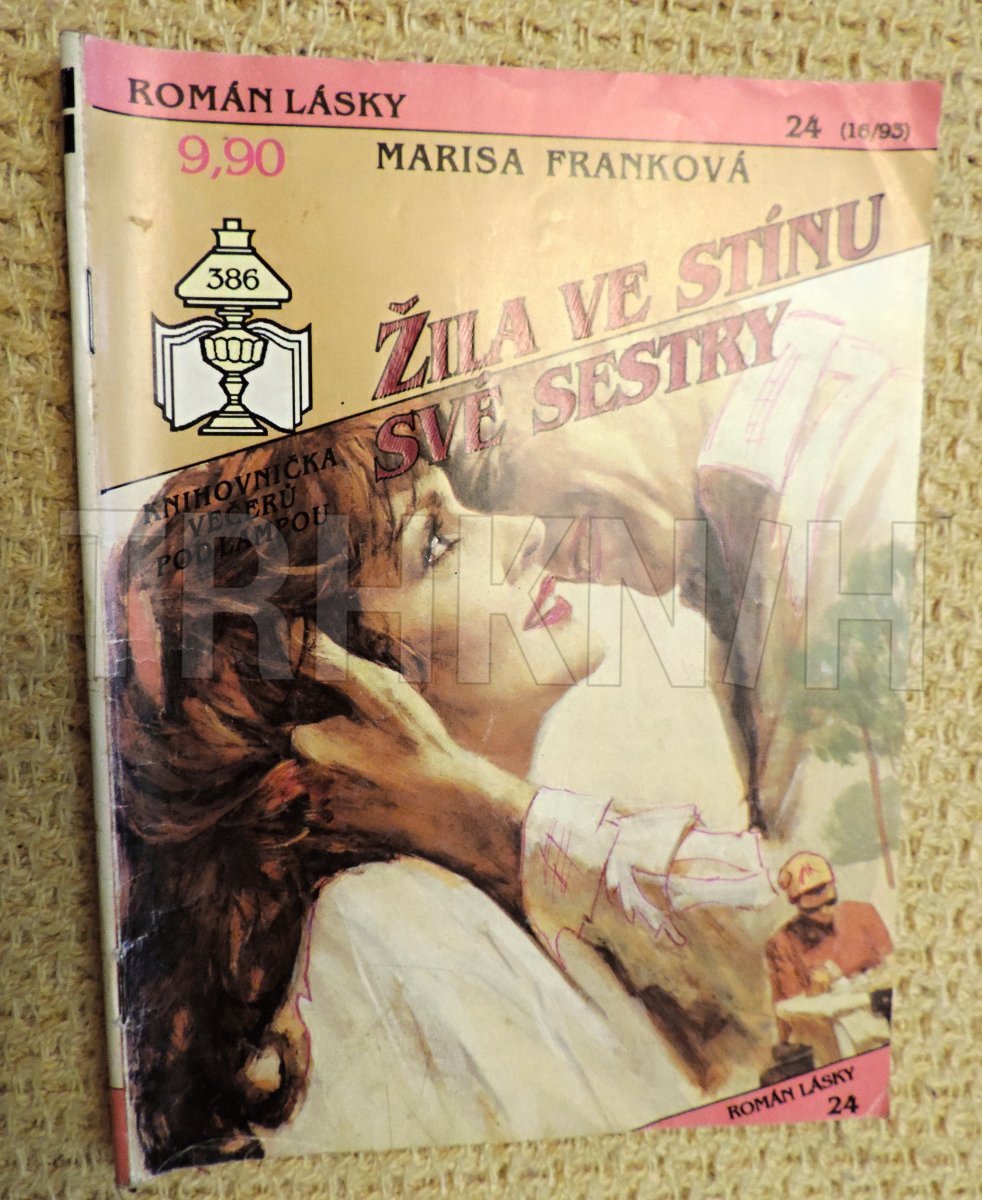 ROMÁN LÁSKY
24 (16/93)
9,90
MARISA FRANKOVÁ
386
ŽILA VE STÍNU
SVÉ SESTRY
KNIHOVNIČKA
VEČERŮ
POD LAMPOU
TRHKNIH
ROMÁN LÁSKY
24